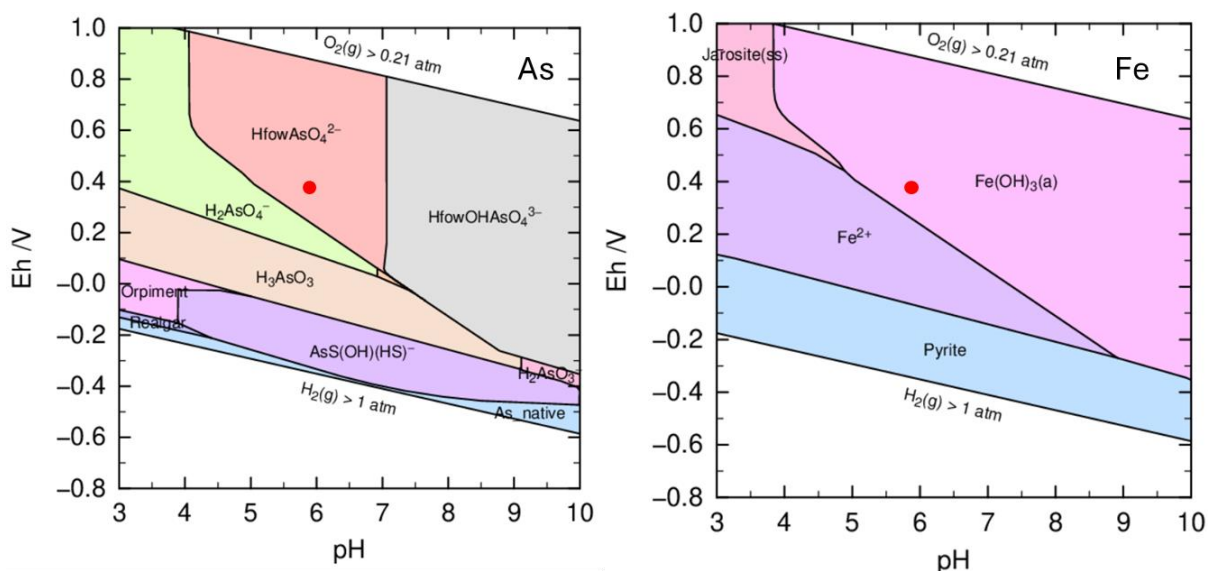 As
O₂(g) > 0.21 atm
HfowAsO₄²⁻
HfowOHAsO₄³⁻
H₂AsO₄⁻
H₃AsO₃
Orpiment
Realgar
AsS(OH)(HS)⁻
H₂AsO₃⁻
As_native
H₂(g) > 1 atm
Eh /V
1.0
0.8
0.6
0.4
0.2
−0.0
−0.2
−0.4
−0.6
−0.8
3 4 5 6 7 8 9 10
pH
Fe
O₂(g) > 0.21 atm
Jarosite(ss)
Fe(OH)₃(a)
Fe²⁺
Pyrite
H₂(g) > 1 atm
Eh /V
1.0
0.8
0.6
0.4
0.2
−0.0
−0.2
−0.4
−0.6
−0.8
3 4 5 6 7 8 9 10
pH